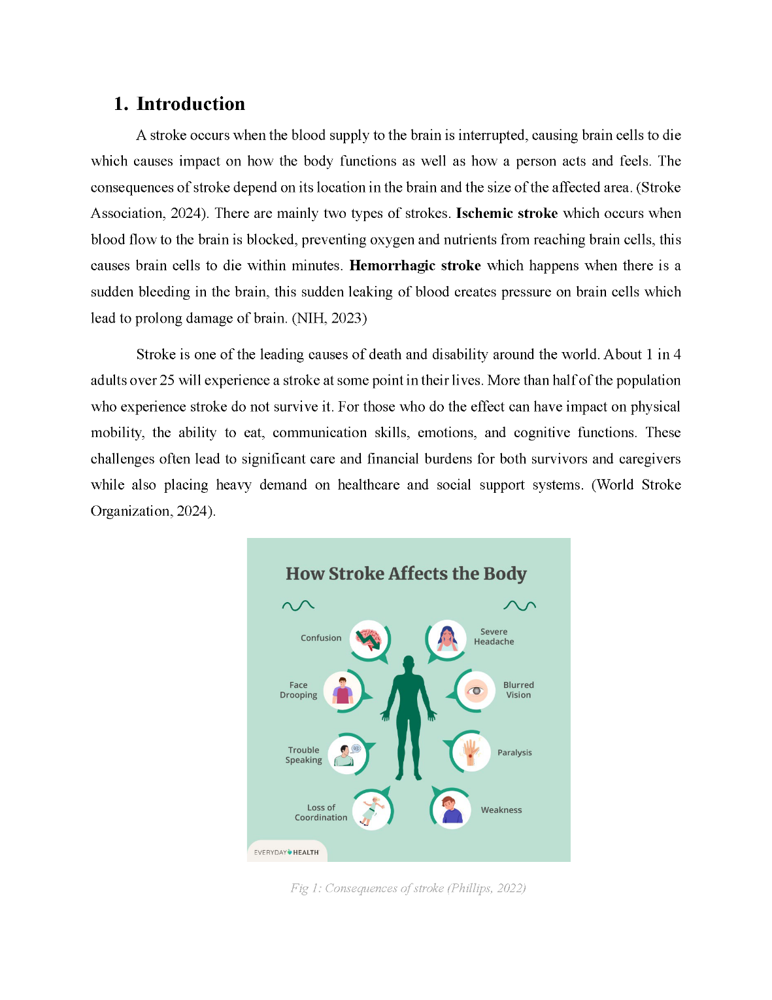 1. Introduction
A stroke occurs when the blood supply to the brain is interrupted, causing brain cells to die
which causes impact on how the body functions as well as how a person acts and feels. The
consequences of stroke depend on its location in the brain and the size of the affected area. (Stroke
Association, 2024). There are mainly two types of strokes. Ischemic stroke which occurs when
blood flow to the brain is blocked, preventing oxygen and nutrients from reaching brain cells, this
causes brain cells to die within minutes. Hemorrhagic stroke which happens when there is a
sudden bleeding in the brain, this sudden leaking of blood creates pressure on brain cells which
lead to prolong damage of brain. (NIH, 2023)
Stroke is one of the leading causes of death and disability around the world. About 1 in 4
adults over 25 will experience a stroke at some point in their lives. More than half of the population
who experience stroke do not survive it. For those who do the effect can have impact on physical
mobility, the ability to eat, communication skills, emotions, and cognitive functions. These
challenges often lead to significant care and financial burdens for both survivors and caregivers
while also placing heavy demand on healthcare and social support systems. (World Stroke
Organization, 2024).
How Stroke Affects the Body
Confusion
Severe
Headache
Face
Drooping
Blurred
Vision
Trouble
Speaking
Paralysis
Loss of
Coordination
Weakness
EVERYDAY HEALTH
Fig 1: Consequences of stroke (Phillips, 2022)